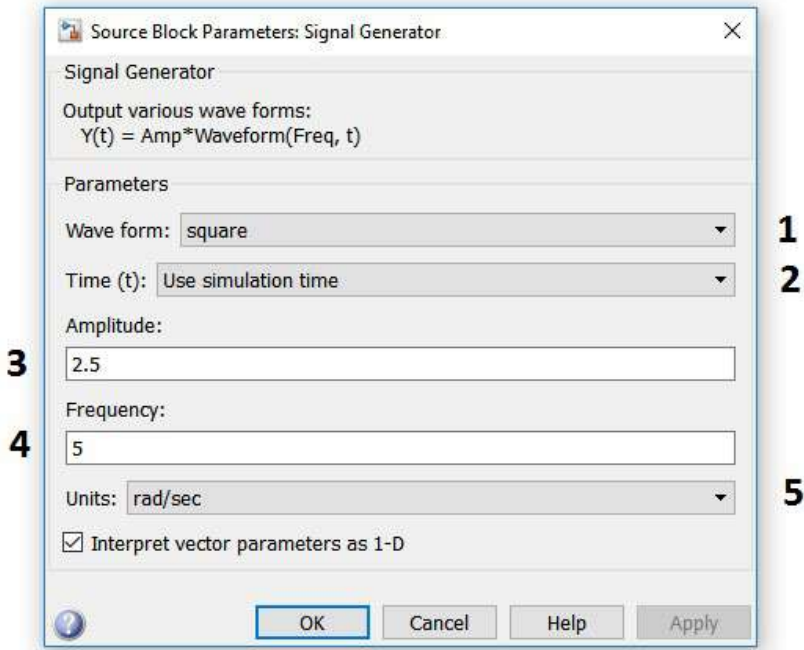 Source Block Parameters: Signal Generator
Signal Generator
Output various wave forms:
Y(t) = Amp*Waveform(Freq, t)
Parameters
Wave form: square 1
Time (t): Use simulation time 2
Amplitude:
3 2.5
Frequency:
4 5
Units: rad/sec 5
Interpret vector parameters as 1-D
? OK Cancel Help Apply